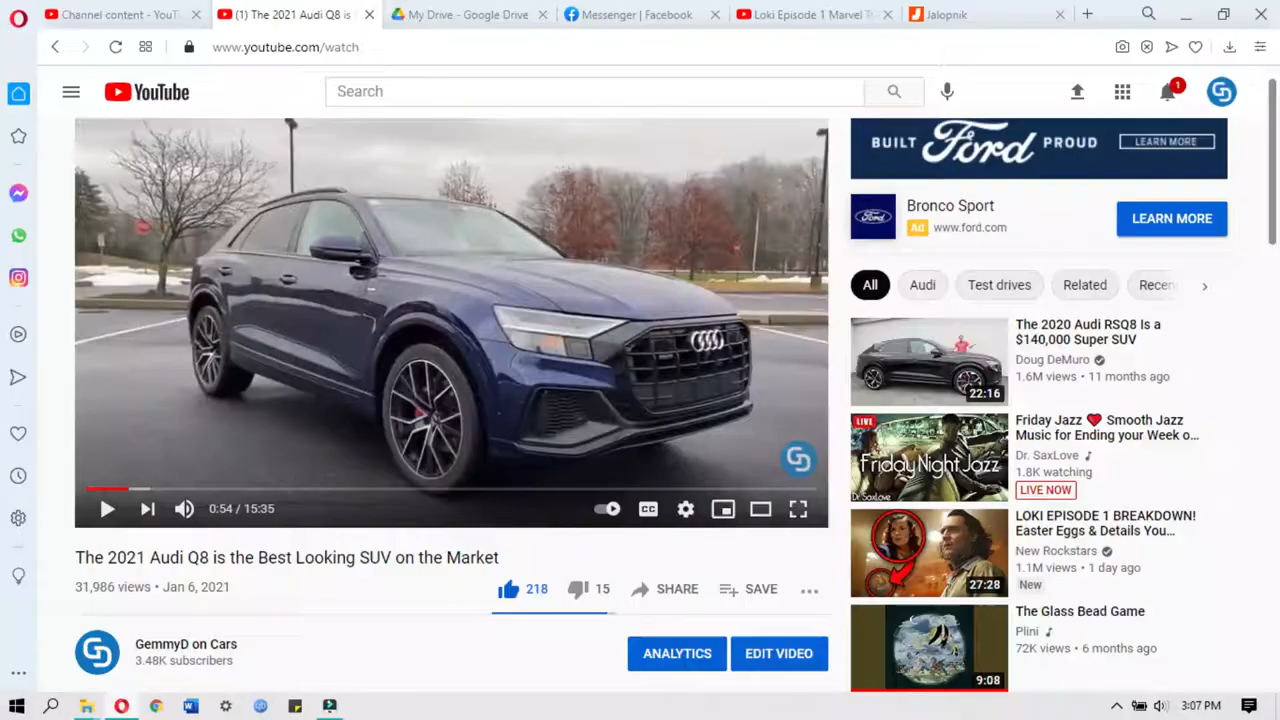 Channel content - YouT
(1) The 2021 Audi Q8 is
My Drive - Google Drive
Messenger | Facebook
Loki Episode 1 Marvel T
Jalopnik
www.youtube.com/watch
YouTube
Search
1
BUILT Ford PROUD
LEARN MORE
Bronco Sport
Ad www.ford.com
LEARN MORE
All
Audi
Test drives
Related
Recen
The 2020 Audi RSQ8 Is a
$140,000 Super SUV
Doug DeMuro
1.6M views • 11 months ago
22:16
LIVE
Friday Night Jazz
Dr. SaxLove
Friday Jazz ❤️ Smooth Jazz
Music for Ending your Week o...
Dr. SaxLove
1.8K watching
LIVE NOW
LOKI EPISODE 1 BREAKDOWN!
Easter Eggs & Details You...
New Rockstars
1.1M views • 1 day ago
New
27:28
The Glass Bead Game
Plini
72K views • 6 months ago
9:08
0:54 / 15:35
CC
The 2021 Audi Q8 is the Best Looking SUV on the Market
31,986 views • Jan 6, 2021
218
15
SHARE
SAVE
GemmyD on Cars
3.48K subscribers
ANALYTICS
EDIT VIDEO
3:07 PM